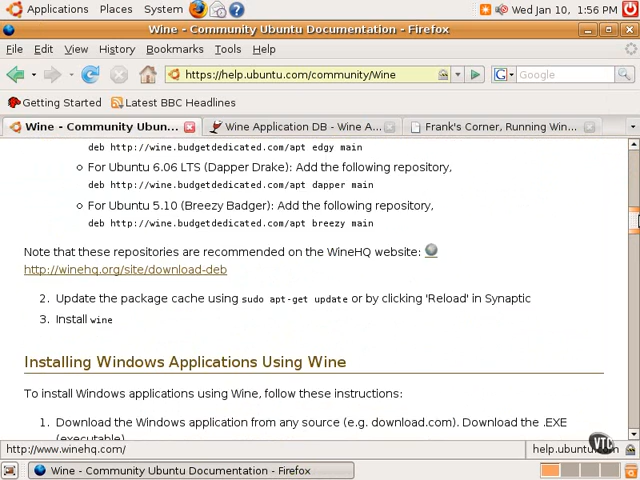 Applications Places System Wed Jan 10, 1:56 PM
Wine - Community Ubuntu Documentation - Firefox
File Edit View History Bookmarks Tools Help
https://help.ubuntu.com/community/Wine
G Google
Getting Started Latest BBC Headlines
Wine - Community Ubun... Wine Application DB - Wine A... Frank's Corner, Running Win...
deb http://wine.budgetdedicated.com/apt edgy main
For Ubuntu 6.06 LTS (Dapper Drake): Add the following repository,
deb http://wine.budgetdedicated.com/apt dapper main
For Ubuntu 5.10 (Breezy Badger): Add the following repository,
deb http://wine.budgetdedicated.com/apt breezy main
Note that these repositories are recommended on the WineHQ website:
http://winehq.org/site/download-deb
2. Update the package cache using sudo apt-get update or by clicking 'Reload' in Synaptic
3. Install wine
Installing Windows Applications Using Wine
To install Windows applications using Wine, follow these instructions:
1. Download the Windows application from any source (e.g. download.com). Download the .EXE
(executable)
http://www.winehq.com/ help.ubuntu
VTC
Wine - Community Ubuntu Documentation - Firefox